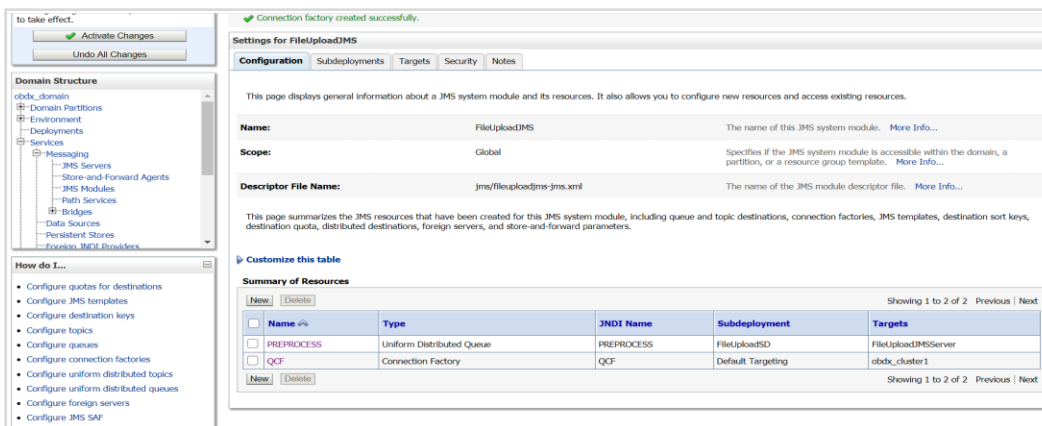 to take effect.
Activate Changes
Undo All Changes
Domain Structure
obdx_domain
Domain Partitions
Environment
Deployments
Services
Messaging
JMS Servers
Store-and-Forward Agents
JMS Modules
Path Services
Bridges
Data Sources
Persistent Stores
Foreign JNDI Providers
How do I...
Configure quotas for destinations
Configure JMS templates
Configure destination keys
Configure topics
Configure queues
Configure connection factories
Configure uniform distributed topics
Configure uniform distributed queues
Configure foreign servers
Configure JMS SAF
Connection factory created successfully.
Settings for FileUploadJMS
Configuration Subdeployments Targets Security Notes
This page displays general information about a JMS system module and its resources. It also allows you to configure new resources and access existing resources.
Name: FileUploadJMS The name of this JMS system module. More Info...
Scope: Global Specifies if the JMS system module is accessible within the domain, a
partition, or a resource group template. More Info...
Descriptor File Name: jms/fileuploadjms-jms.xml The name of the JMS module descriptor file. More Info...
This page summarizes the JMS resources that have been created for this JMS system module, including queue and topic destinations, connection factories, JMS templates, destination sort keys,
destination quota, distributed destinations, foreign servers, and store-and-forward parameters.
Customize this table
Summary of Resources
New Delete Showing 1 to 2 of 2 Previous | Next
Name Type JNDI Name Subdeployment Targets
PREPROCESS Uniform Distributed Queue PREPROCESS FileUploadSD FileUploadJMSServer
QCF Connection Factory QCF Default Targeting obdx_cluster1
New Delete Showing 1 to 2 of 2 Previous | Next